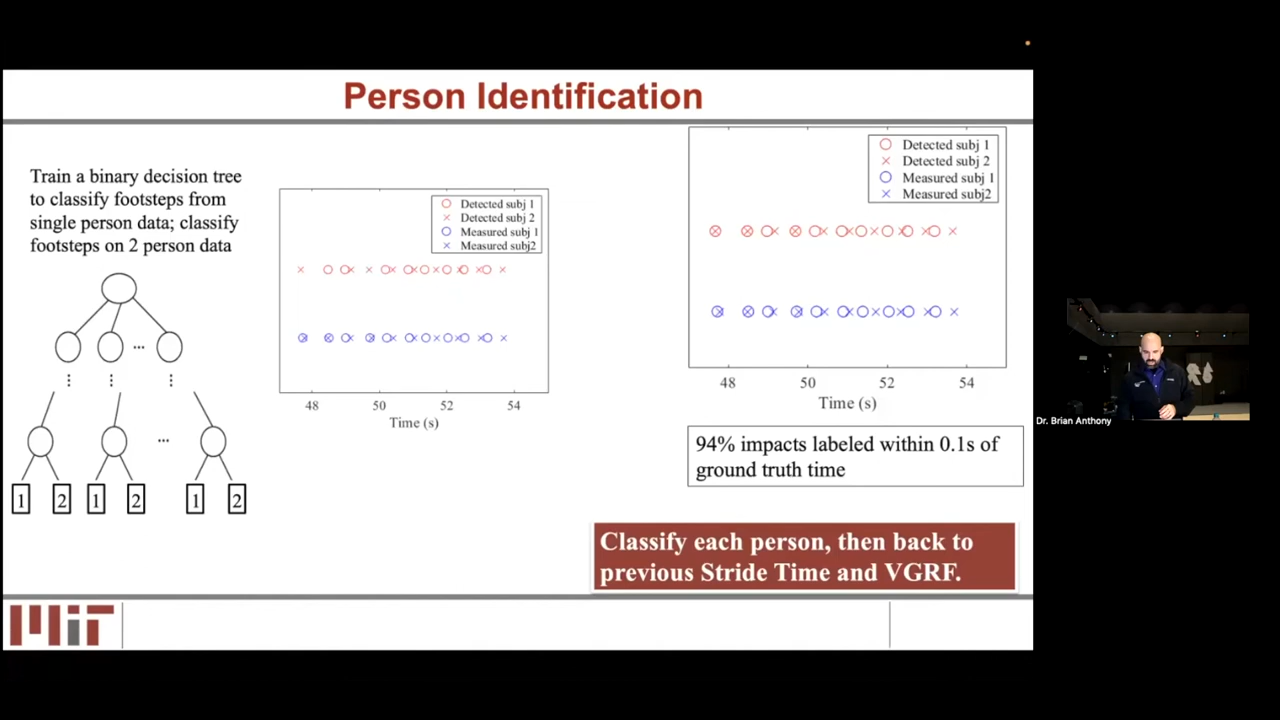 Person Identification
Train a binary decision tree
to classify footsteps from
single person data; classify
footsteps on 2 person data
1 2 1 2 1 2
Detected subj 1
Detected subj 2
Measured subj 1
Measured subj2
48 50 52 54
Time (s)
Detected subj 1
Detected subj 2
Measured subj 1
Measured subj2
48 50 52 54
Time (s)
94% impacts labeled within 0.1s of
ground truth time
Classify each person, then back to
previous Stride Time and VGRF.
MIT
Dr. Brian Anthony